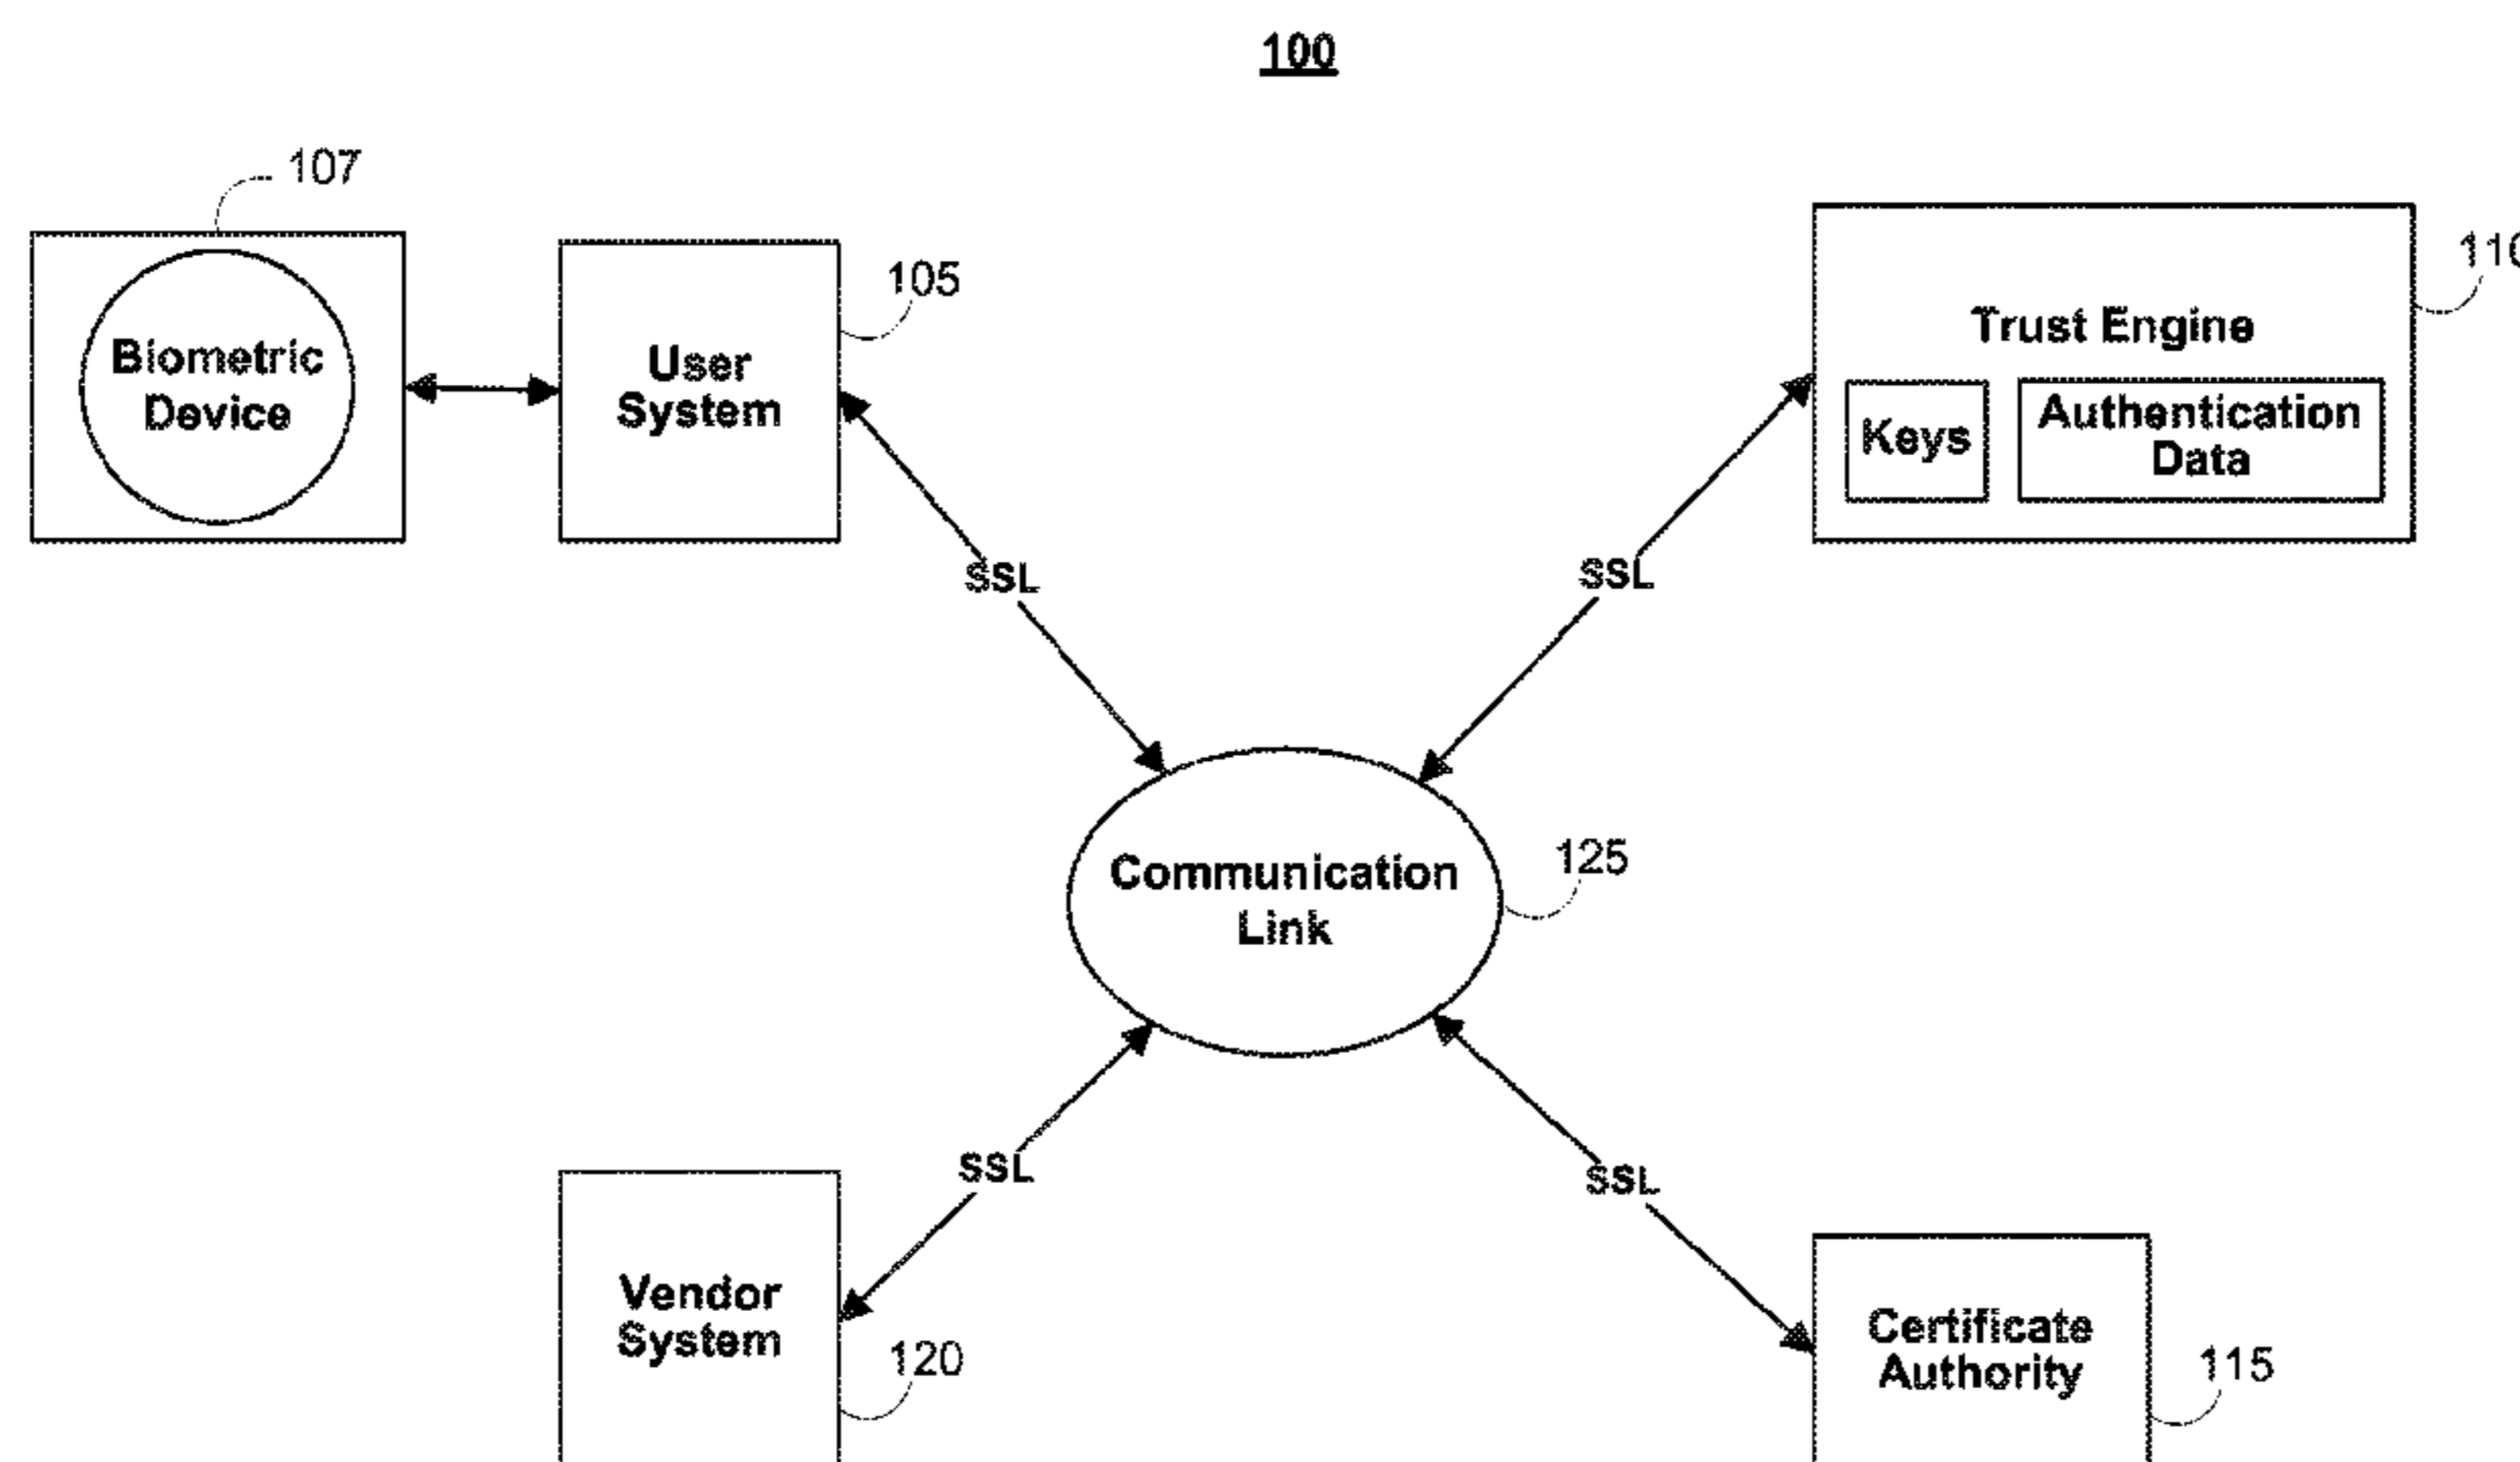 100
107
Biometric
Device
105
User
System
110
Trust Engine
Keys
Authentication
Data
SSL
SSL
Communication
Link
125
SSL
SSL
Vendor
System
120
Certificate
Authority
115